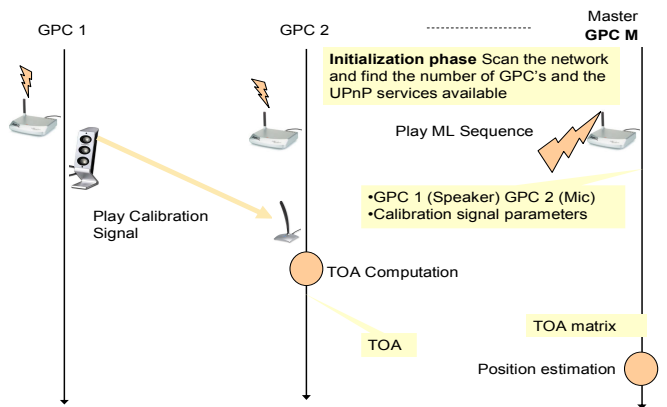 Master
GPC 1
GPC 2
GPC M
Initialization phase Scan the network
and find the number of GPC's and the
UPnP services available
Play ML Sequence
•GPC 1 (Speaker) GPC 2 (Mic)
•Calibration signal parameters
Play Calibration
Signal
TOA Computation
TOA matrix
TOA
Position estimation